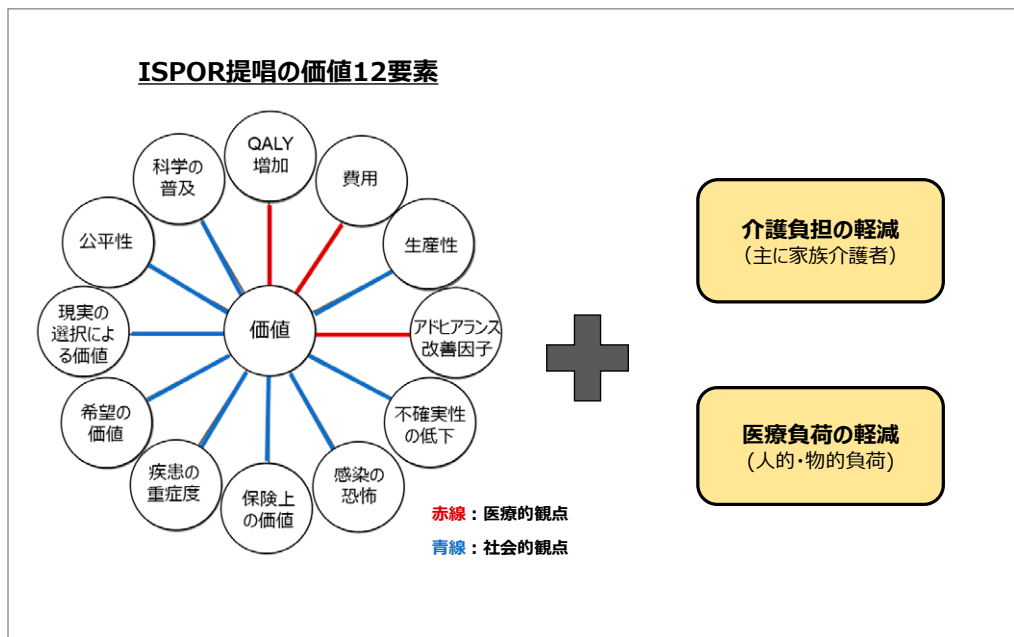 ISPOR提唱の価値12要素
QALY
増加
費用
生産性
アドヒアランス
改善因子
不確実性
の低下
感染の
恐怖
保険上
の価値
疾患の
重症度
希望の
価値
現実の
選択によ
る価値
公平性
科学の
普及
価値
赤線：医療的観点
青線：社会的観点
介護負担の軽減
（主に家族介護者）
医療負荷の軽減
(人的・物的負荷)